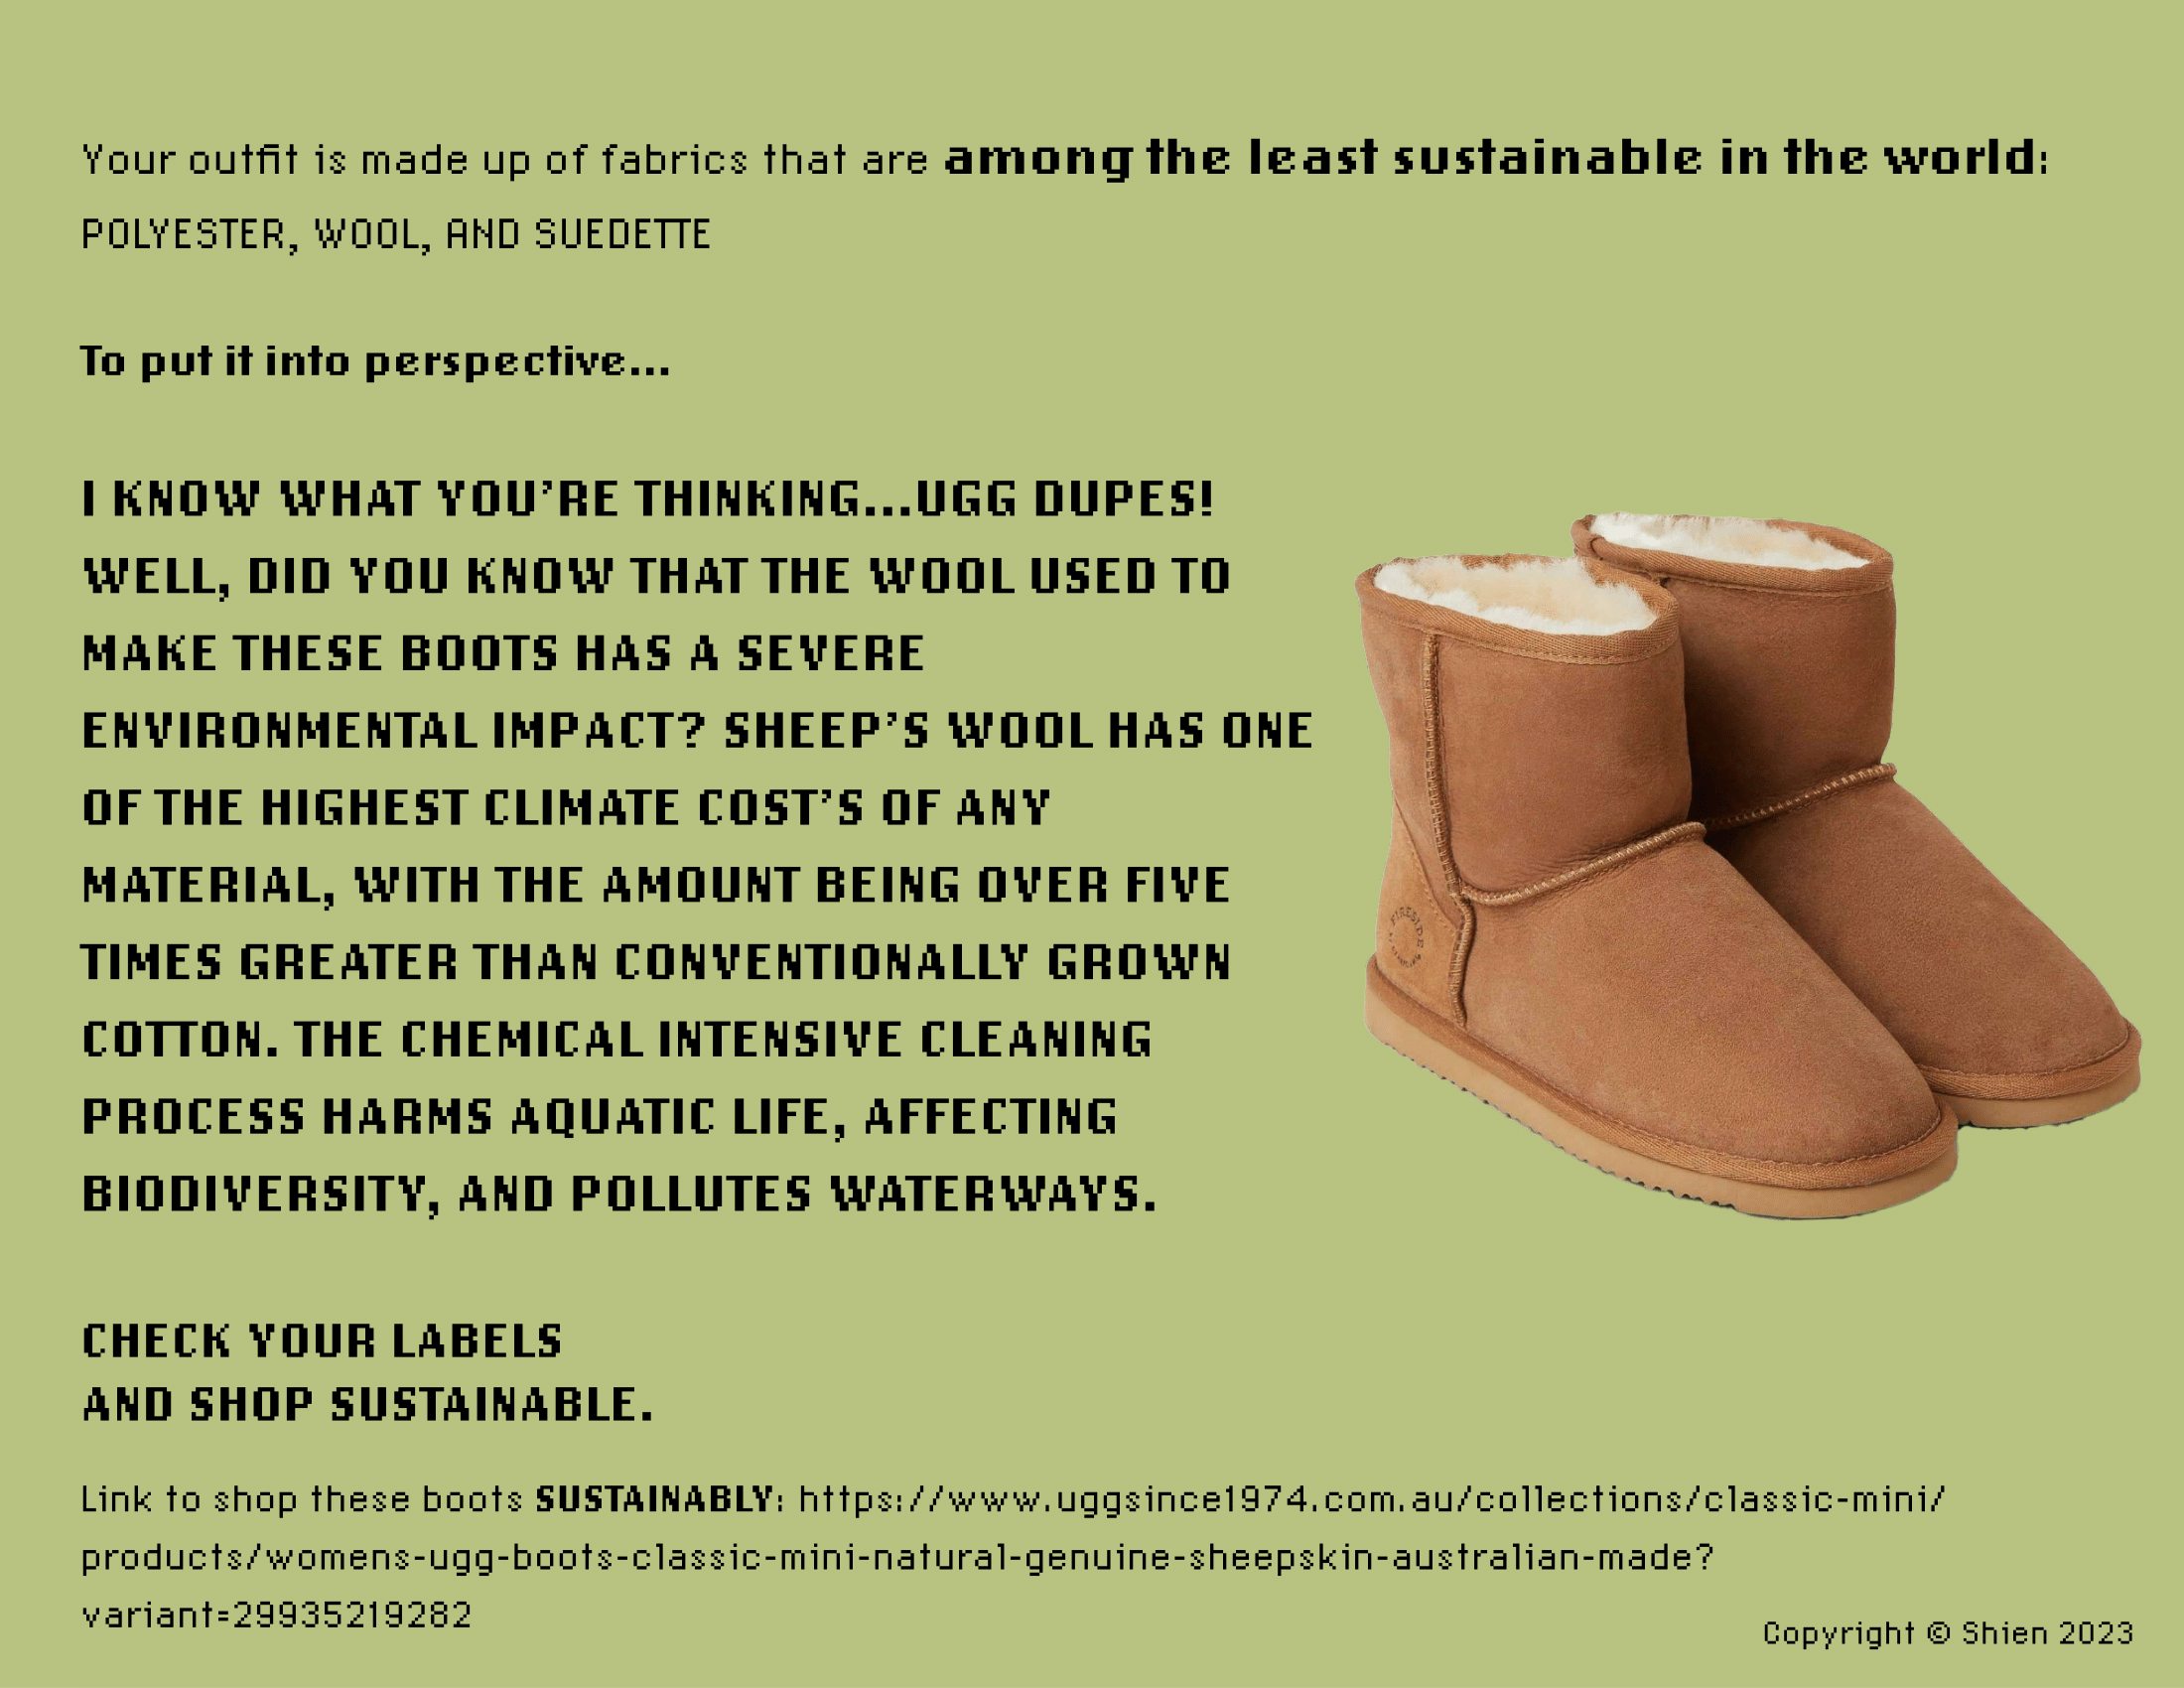 Your outfit is made up of fabrics that are among the least sustainable in the world:
POLYESTER, WOOL, AND SUEDETTE
To put it into perspective...
I KNOW WHAT YOU'RE THINKING...UGG DUPES!
WELL, DID YOU KNOW THAT THE WOOL USED TO
MAKE THESE BOOTS HAS A SEVERE
ENVIRONMENTAL IMPACT? SHEEP'S WOOL HAS ONE
OF THE HIGHEST CLIMATE COST'S OF ANY
MATERIAL, WITH THE AMOUNT BEING OVER FIVE
TIMES GREATER THAN CONVENTIONALLY GROWN
COTTON. THE CHEMICAL INTENSIVE CLEANING
PROCESS HARMS AQUATIC LIFE, AFFECTING
BIODIVERSITY, AND POLLUTES WATERWAYS.
FIRESIDE
CHECK YOUR LABELS
AND SHOP SUSTAINABLE.
Link to shop these boots SUSTAINABLY: https://www.uggsince1974.com.au/collections/classic-mini/
products/womens-ugg-boots-classic-mini-natural-genuine-sheepskin-australian-made?
variant=29935219282
Copyright © Shien 2023